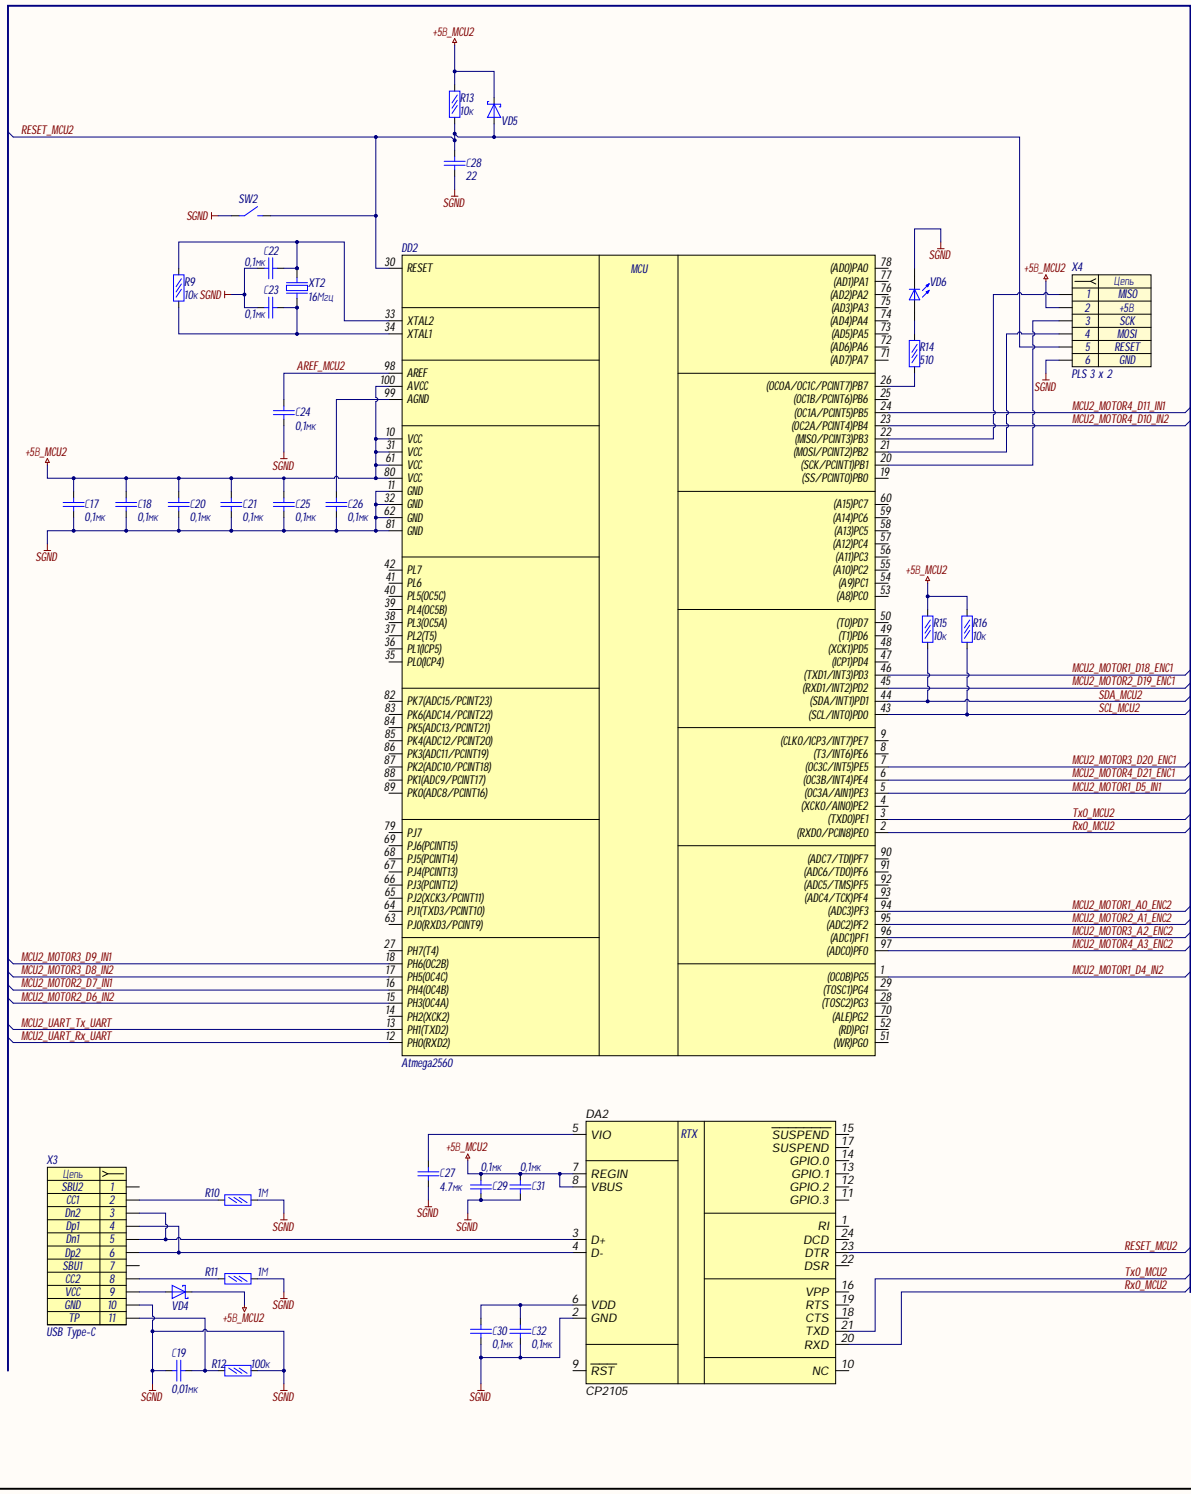 +5В_MCU2
R13
10к
VD5
RESET_MCU2
C28
22
SGND
SW2
SGND
DD2
C22
0,1мк
R9
10к
SGND
XT2
16Мгц
C23
0,1мк
30 RESET
33 XTAL2
34 XTAL1
AREF_MCU2
98 AREF
100 AVCC
99 AGND
C24
0,1мк
SGND
10 VCC
31 VCC
61 VCC
80 VCC
11 GND
32 GND
62 GND
81 GND
+5В_MCU2
C17 C18 C20 C21 C25 C26
0,1мк 0,1мк 0,1мк 0,1мк 0,1мк 0,1мк
SGND
42 PL7
41 PL6
40 PL5(OC5C)
39 PL4(OC5B)
38 PL3(OC5A)
37 PL2(T5)
36 PL1(ICP5)
35 PL0(ICP4)
82 PK7(ADC15/PCINT23)
83 PK6(ADC14/PCINT22)
84 PK5(ADC13/PCINT21)
85 PK4(ADC12/PCINT20)
86 PK3(ADC11/PCINT19)
87 PK2(ADC10/PCINT18)
88 PK1(ADC9/PCINT17)
89 PK0(ADC8/PCINT16)
79 PJ7
69 PJ6(PCINT15)
68 PJ5(PCINT14)
67 PJ4(PCINT13)
66 PJ3(PCINT12)
65 PJ2(XCK3/PCINT11)
64 PJ1(TXD3/PCINT10)
63 PJ0(RXD3/PCINT9)
27 PH7(T4)
MCU2_MOTOR3_D9_IN1 18 PH6(OC2B)
MCU2_MOTOR3_D8_IN2 17 PH5(OC4C)
MCU2_MOTOR2_D7_IN1 16 PH4(OC4B)
MCU2_MOTOR2_D6_IN2 15 PH3(OC4A)
14 PH2(XCK2)
MCU2_UART_Tx_UART 13 PH1(TXD2)
MCU2_UART_Rx_UART 12 PH0(RXD2)
Atmega2560
MCU
(AD0)PA0 78
(AD1)PA1 77
(AD2)PA2 76
(AD3)PA3 75
(AD4)PA4 74
(AD5)PA5 73
(AD6)PA6 72
(AD7)PA7 71
(OC0A/OC1C/PCINT7)PB7 26
(OC1B/PCINT6)PB6 25
(OC1A/PCINT5)PB5 24 MCU2_MOTOR4_D11_IN1
(OC2A/PCINT4)PB4 23 MCU2_MOTOR4_D10_IN2
(MISO/PCINT3)PB3 22
(MOSI/PCINT2)PB2 21
(SCK/PCINT1)PB1 20
(SS/PCINT0)PB0 19
(A15)PC7 60
(A14)PC6 59
(A13)PC5 58
(A12)PC4 57
(A11)PC3 56
(A10)PC2 55
(A9)PC1 54
(A8)PC0 53
(T0)PD7 50
(T1)PD6 49
(XCK1)PD5 48
(ICP1)PD4 47
(TXD1/INT3)PD3 46 MCU2_MOTOR1_D18_ENC1
(RXD1/INT2)PD2 45 MCU2_MOTOR2_D19_ENC1
(SDA/INT1)PD1 44 SDA_MCU2
(SCL/INT0)PD0 43 SCL_MCU2
(CLKO/ICP3/INT7)PE7 9
(T3/INT6)PE6 8
(OC3C/INT5)PE5 7 MCU2_MOTOR3_D20_ENC1
(OC3B/INT4)PE4 6 MCU2_MOTOR4_D21_ENC1
(OC3A/AIN1)PE3 5 MCU2_MOTOR1_D5_IN1
(XCK0/AIN0)PE2 4
(TXD0)PE1 3 Tx0_MCU2
(RXD0/PCIN8)PE0 2 Rx0_MCU2
(ADC7/TDI)PF7 90
(ADC6/TDO)PF6 91
(ADC5/TMS)PF5 92
(ADC4/TCK)PF4 93
(ADC3)PF3 94 MCU2_MOTOR1_A0_ENC2
(ADC2)PF2 95 MCU2_MOTOR2_A1_ENC2
(ADC1)PF1 96 MCU2_MOTOR3_A2_ENC2
(ADC0)PF0 97 MCU2_MOTOR4_A3_ENC2
(OC0B)PG5 1 MCU2_MOTOR1_D4_IN2
(TOSC1)PG4 29
(TOSC2)PG3 28
(ALE)PG2 70
(RD)PG1 52
(WR)PG0 51
SGND
VD6
R14
510
+5В_MCU2 X4
Цепь
1 MISO
2 +5В
3 SCK
4 MOSI
5 RESET
6 GND
PLS 3 x 2
SGND
+5В_MCU2
R15 R16
10к 10к
X3
Цепь
SBU2 1
CC1 2
Dn2 3
Dp1 4
Dn1 5
Dp2 6
SBU1 7
CC2 8
VCC 9
GND 10
TP 11
USB Type-C
R10 1М
SGND
R11 1М
SGND
VD4
+5В_MCU2
C19
0,01мк
R12 100к
SGND SGND
DA2
RTX
5 VIO
+5В_MCU2
C27
4.7мк
SGND
0,1мк 0,1мк
C29 C31
SGND
7 REGIN
8 VBUS
3 D+
4 D-
6 VDD
2 GND
C30 C32
0,1мк 0,1мк
SGND
9 RST
CP2105
SUSPEND 15
SUSPEND 17
GPIO.0 14
GPIO.1 13
GPIO.2 12
GPIO.3 11
RI 1
DCD 24
DTR 23 RESET_MCU2
DSR 22
VPP 16 Tx0_MCU2
RTS 19 Rx0_MCU2
CTS 18
TXD 21
RXD 20
NC 10